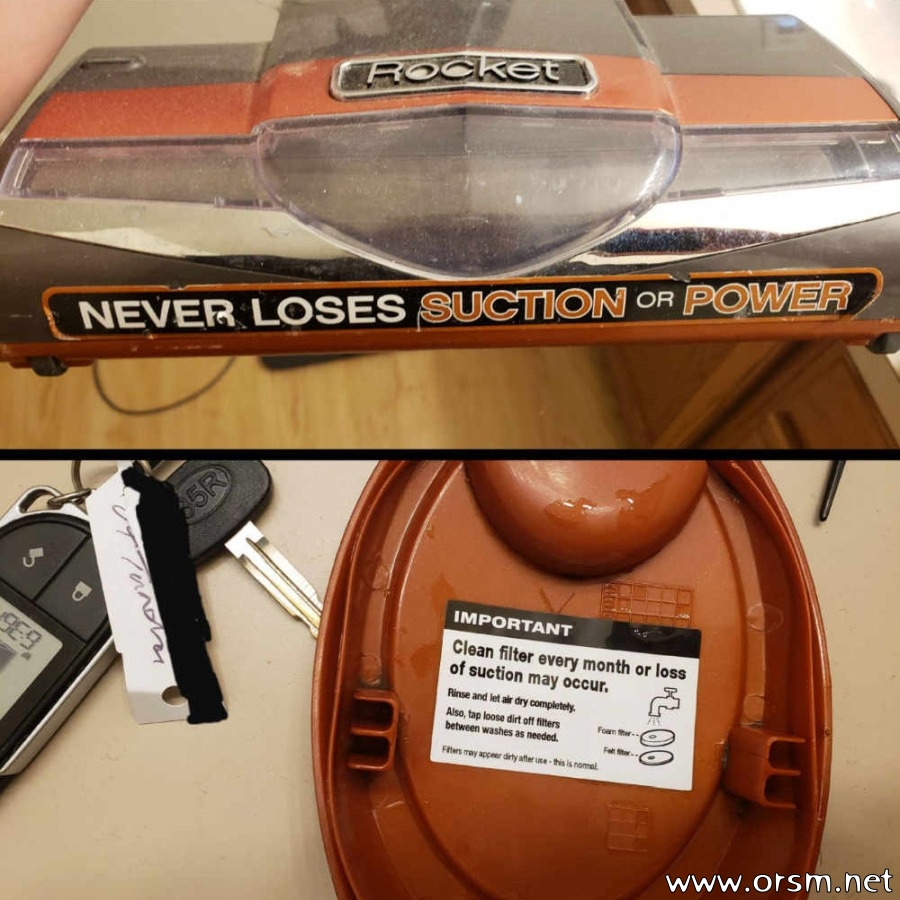 Rocket
NEVER LOSES SUCTION OR POWER
55R
IMPORTANT
Clean filter every month or loss
of suction may occur.
Rinse and let air dry completely.
Also, tap loose dirt off filters
between washes as needed.
Foam filter
Felt filter
Filters may appear dirty after use - this is normal.
www.orsm.net